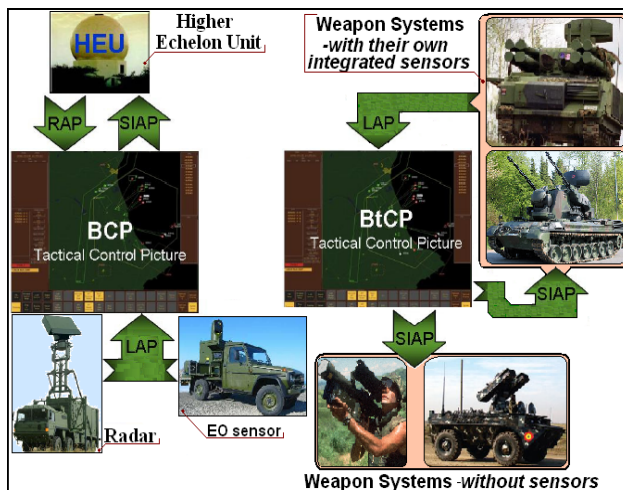 HEU
Higher
Echelon Unit
Weapon Systems
-with their own
integrated sensors
RAP
SIAP
LAP
BCP
Tactical Control Picture
BtCP
Tactical Control Picture
SIAP
LAP
SIAP
Radar
EO sensor
Weapon Systems -without sensors